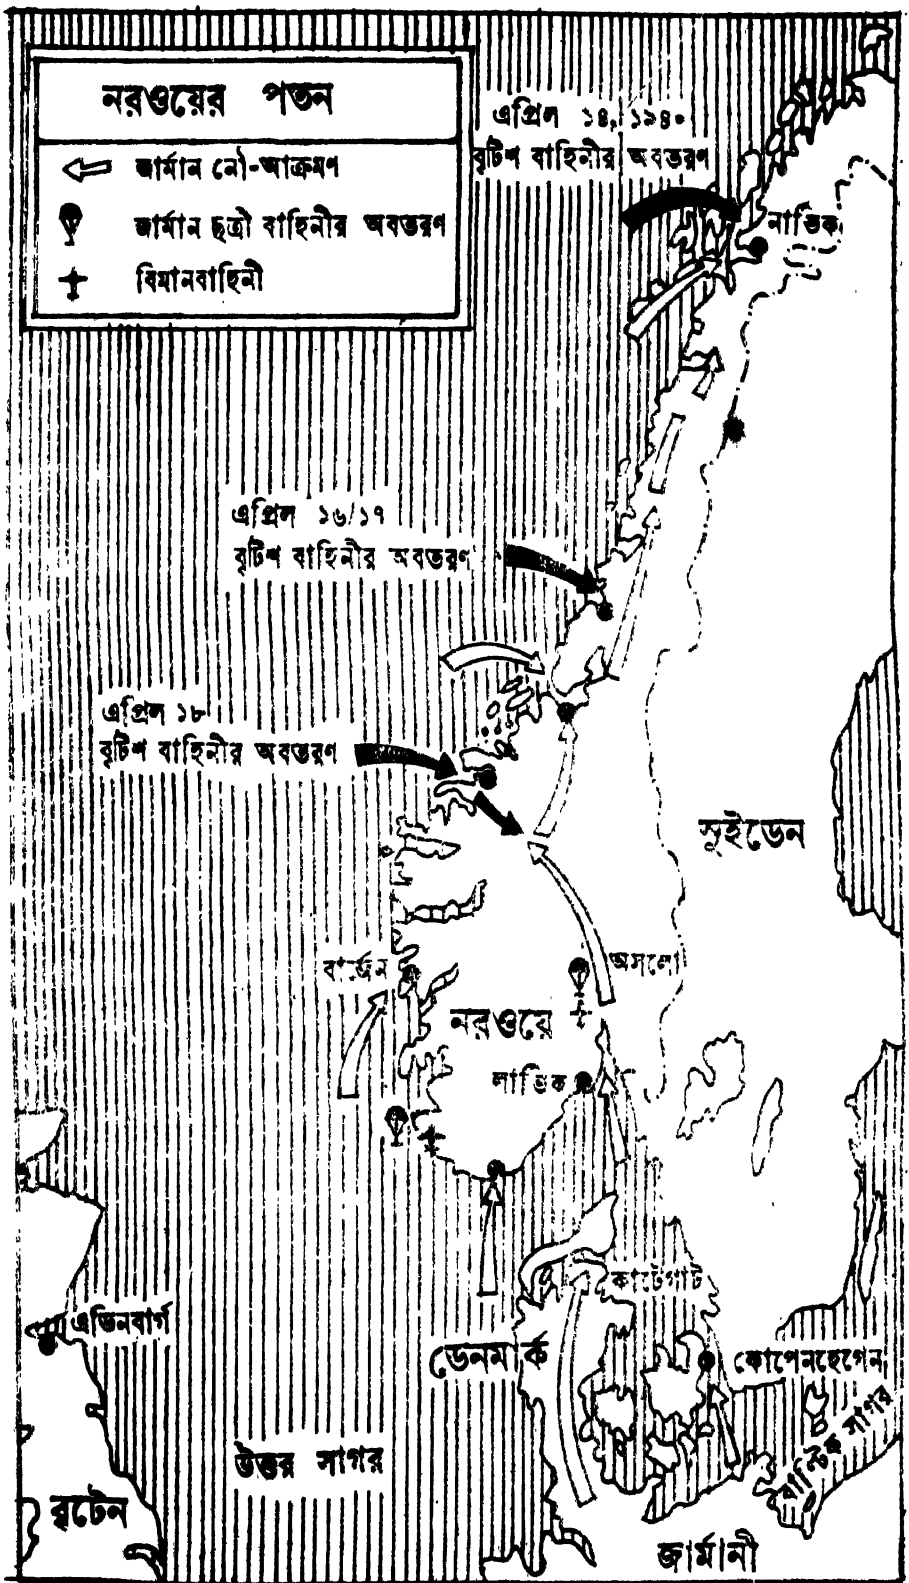 নরওয়ের পতন
জার্মান নৌ-আক্রমণ
জার্মান ছত্রী বাহিনীর অবতরণ
বিমানবাহিনী
এপ্রিল ১৪, ১৯৪০
বৃটিশ বাহিনীর অবতরণ
নার্ভিক
এপ্রিল ১৬/১৭
বৃটিশ বাহিনীর অবতরণ
এপ্রিল ১৮
বৃটিশ বাহিনীর অবতরণ
সুইডেন
বার্জেন
অসলো
নরওয়ে
লার্ভিক
কাটেগাট
এডিনবার্গ
ডেনমার্ক
কোপেনহেগেন
বাল্টিক সাগর
উত্তর সাগর
বৃটেন
জার্মানী